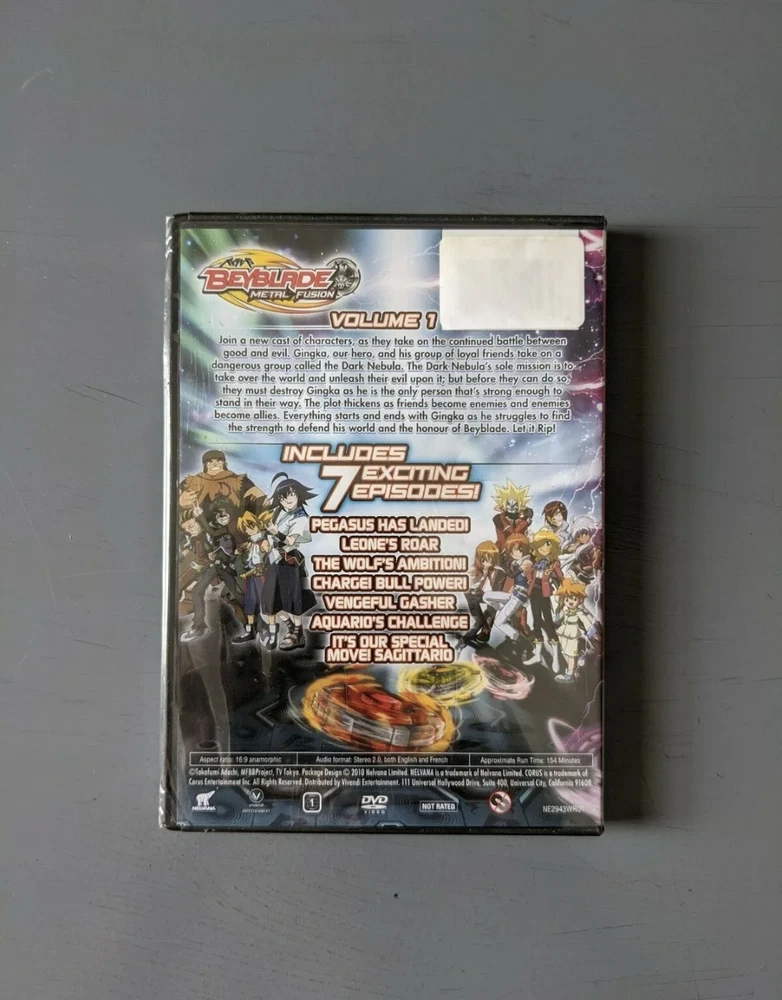 BEYBLADE
METAL FUSION
VOLUME 1
Join a new cast of characters, as they take on the continued battle between
good and evil. Gingka, our hero, and his group of loyal friends take on a
dangerous group called the Dark Nebula. The Dark Nebula's sole mission is to
take over the world and unleash their evil upon it; but before they can do so,
they must destroy Gingka as he is the only person that's strong enough to
stand in their way. The plot thickens as friends become enemies and enemies
become allies. Everything starts and ends with Gingka as he struggles to find
the strength to defend his world and the honour of Beyblade. Let it Rip!
INCLUDES
7 EXCITING
EPISODES!
PEGASUS HAS LANDED!
LEONE'S ROAR
THE WOLF'S AMBITION!
CHARGE! BULL POWER!
VENGEFUL GASHER
AQUARIO'S CHALLENGE
IT'S OUR SPECIAL
MOVE! SAGITTARIO
Aspect ratio: 16:9 anamorphic
Audio format: Stereo 2.0, both English and French
Approximate Run Time: 154 Minutes
©Takafumi Adachi, MFBBProject, TV Tokyo. Package Design © 2010 Nelvana Limited. NELVANA is a trademark of Nelvana Limited. CORUS is a trademark of
Corus Entertainment Inc. All Rights Reserved. Distributed by Vivendi Entertainment. 111 Universal Hollywood Drive, Suite 400, Universal City, California 91608.
NELVANA
1
DVD
VIDEO
NOT RATED